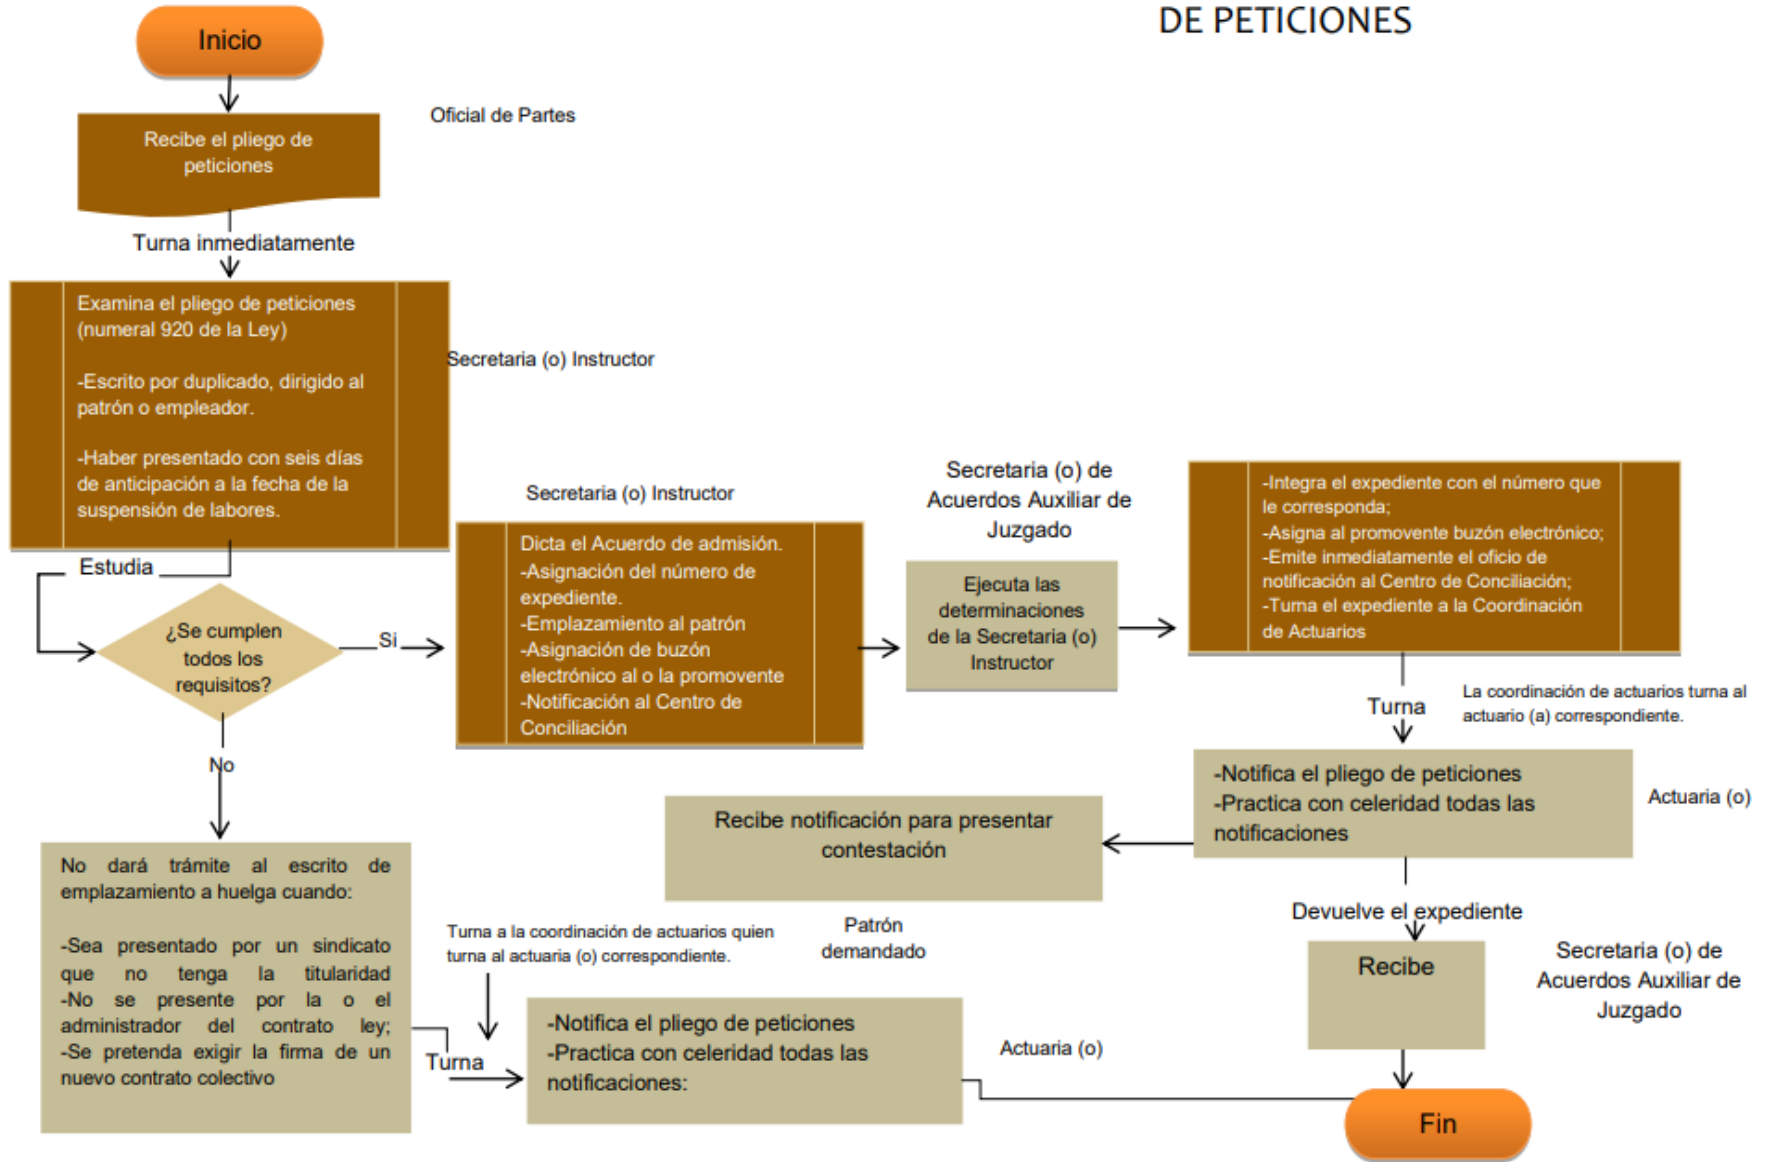 DE PETICIONES
Inicio
Oficial de Partes
Recibe el pliego de
peticiones
Turna inmediatamente
Examina el pliego de peticiones
(numeral 920 de la Ley)
-Escrito por duplicado, dirigido al
patrón o empleador.
-Haber presentado con seis días
de anticipación a la fecha de la
suspensión de labores.
Secretaria (o) Instructor
Estudia
¿Se cumplen
todos los
requisitos?
Si
No
Secretaria (o) Instructor
Dicta el Acuerdo de admisión.
-Asignación del número de
expediente.
-Emplazamiento al patrón
-Asignación de buzón
electrónico al o la promovente
-Notificación al Centro de
Conciliación
Secretaria (o) de
Acuerdos Auxiliar de
Juzgado
Ejecuta las
determinaciones
de la Secretaria (o)
Instructor
-Integra el expediente con el número que
le corresponda;
-Asigna al promovente buzón electrónico;
-Emite inmediatamente el oficio de
notificación al Centro de Conciliación;
-Turna el expediente a la Coordinación
de Actuarios
Turna
La coordinación de actuarios turna al
actuario (a) correspondiente.
-Notifica el pliego de peticiones
-Practica con celeridad todas las
notificaciones
Actuaria (o)
Recibe notificación para presentar
contestación
Patrón
demandado
Devuelve el expediente
Recibe
Secretaria (o) de
Acuerdos Auxiliar de
Juzgado
No dará trámite al escrito de
emplazamiento a huelga cuando:
-Sea presentado por un sindicato
que no tenga la titularidad
-No se presente por la o el
administrador del contrato ley;
-Se pretenda exigir la firma de un
nuevo contrato colectivo
Turna a la coordinación de actuarios quien
turna al actuaria (o) correspondiente.
Turna
-Notifica el pliego de peticiones
-Practica con celeridad todas las
notificaciones:
Actuaria (o)
Fin